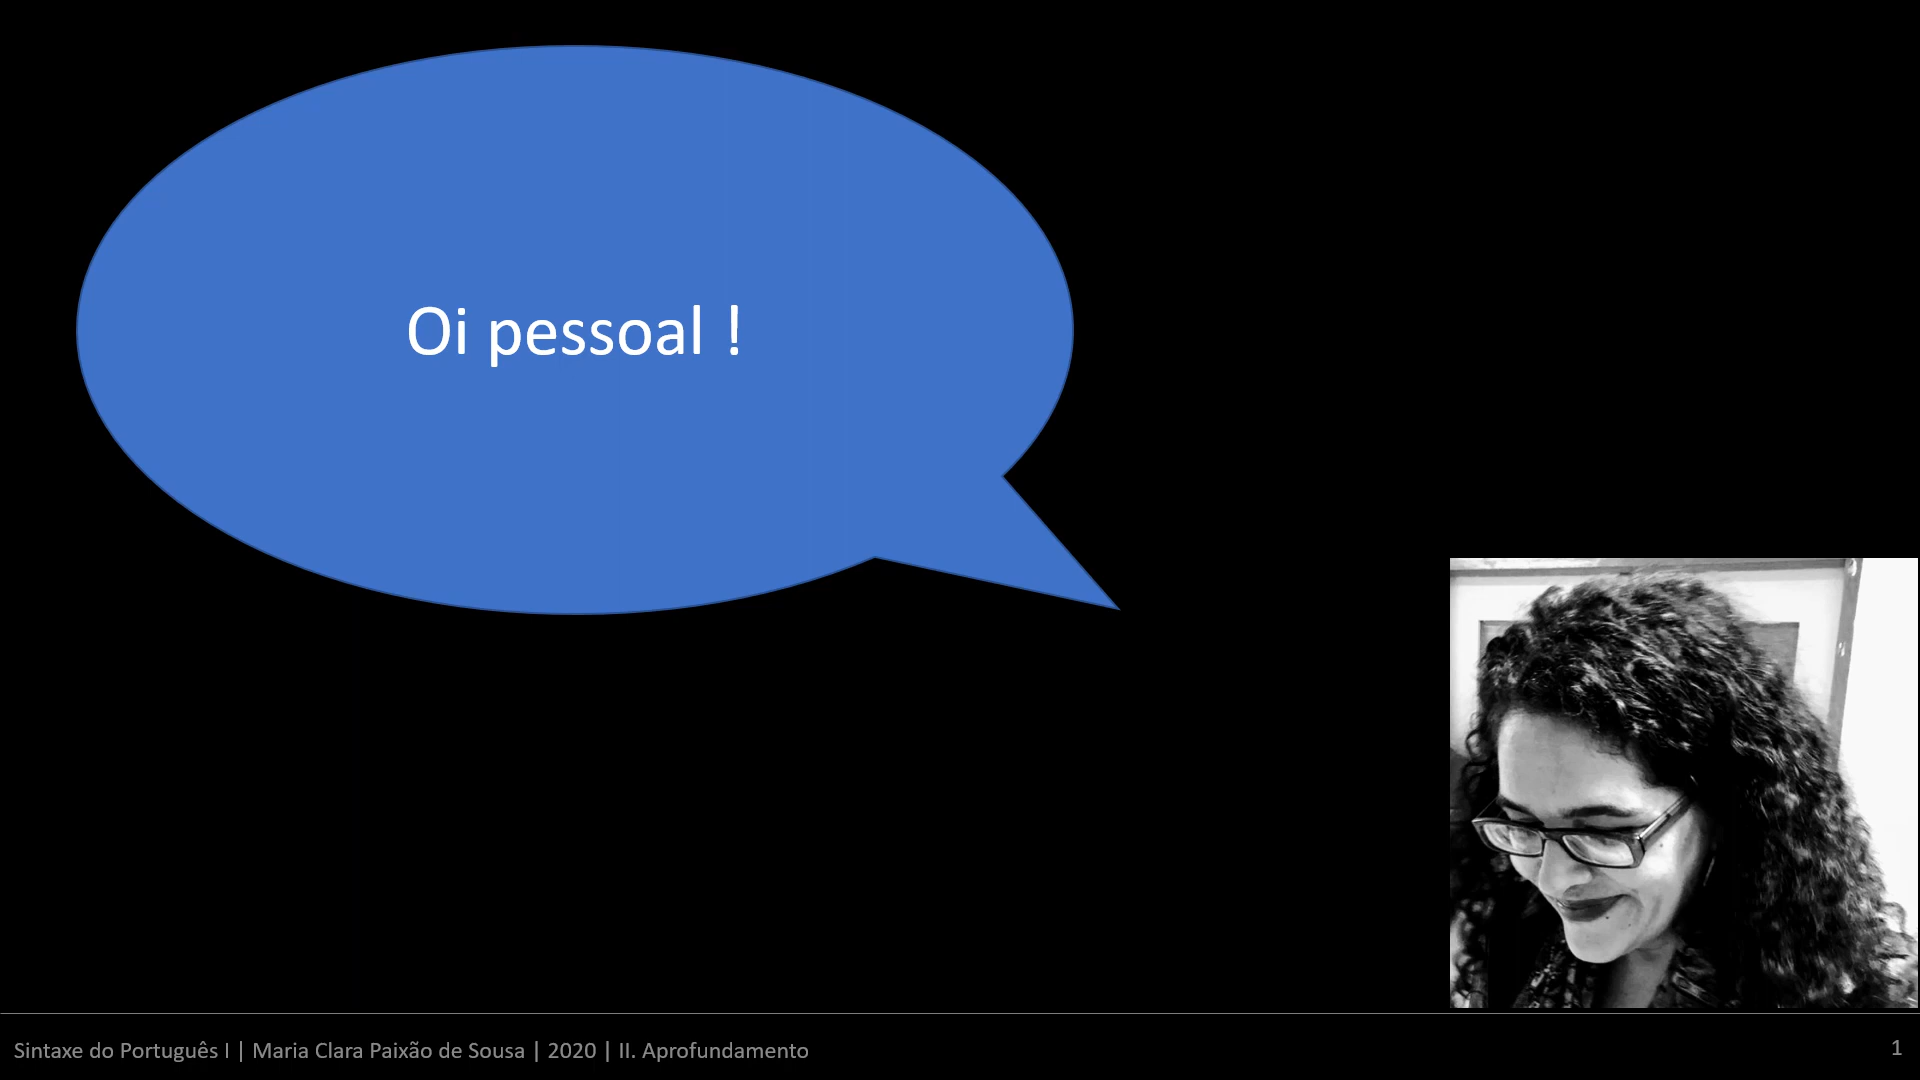 Oi pessoal !
Sintaxe do Português I | Maria Clara Paixão de Sousa | 2020 | II. Aprofundamento
1